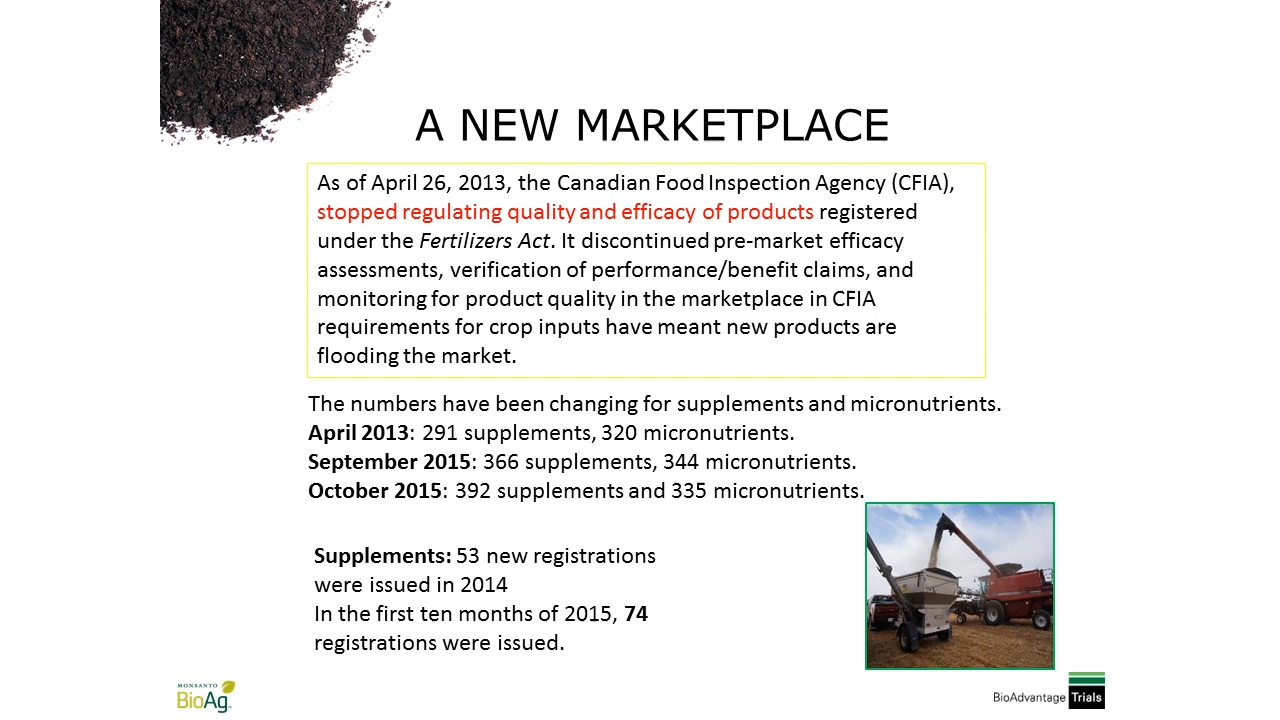 A NEW MARKETPLACE
As of April 26, 2013, the Canadian Food Inspection Agency (CFIA),
stopped regulating quality and efficacy of products registered
under the Fertilizers Act. It discontinued pre-market efficacy
assessments, verification of performance/benefit claims, and
monitoring for product quality in the marketplace in CFIA
requirements for crop inputs have meant new products are
flooding the market.
The numbers have been changing for supplements and micronutrients.
April 2013: 291 supplements, 320 micronutrients.
September 2015: 366 supplements, 344 micronutrients.
October 2015: 392 supplements and 335 micronutrients.
Supplements: 53 new registrations
were issued in 2014
In the first ten months of 2015, 74
registrations were issued.
MONSANTO
BioAg™
BioAdvantage Trials